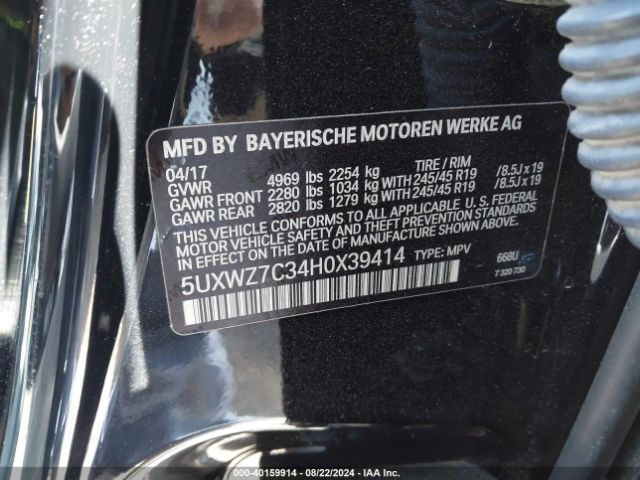 MFD BY BAYERISCHE MOTOREN WERKE AG
04/17 TIRE / RIM
GVWR 4969 lbs 2254 kg
GAWR FRONT 2280 lbs 1034 kg WITH 245/45 R19 /8.5J x 19
GAWR REAR 2820 lbs 1279 kg WITH 245/45 R19 /8.5J x 19
THIS VEHICLE CONFORMS TO ALL APPLICABLE U. S. FEDERAL
MOTOR VEHICLE SAFETY AND THEFT PREVENTION STANDARDS
IN EFFECT ON THE DATE OF MANUFACTURE SHOWN ABOVE.
5UXWZ7C34H0X39414 TYPE: MPV 668U
7 320 730
000-40159914 - 08/22/2024 - IAA Inc.